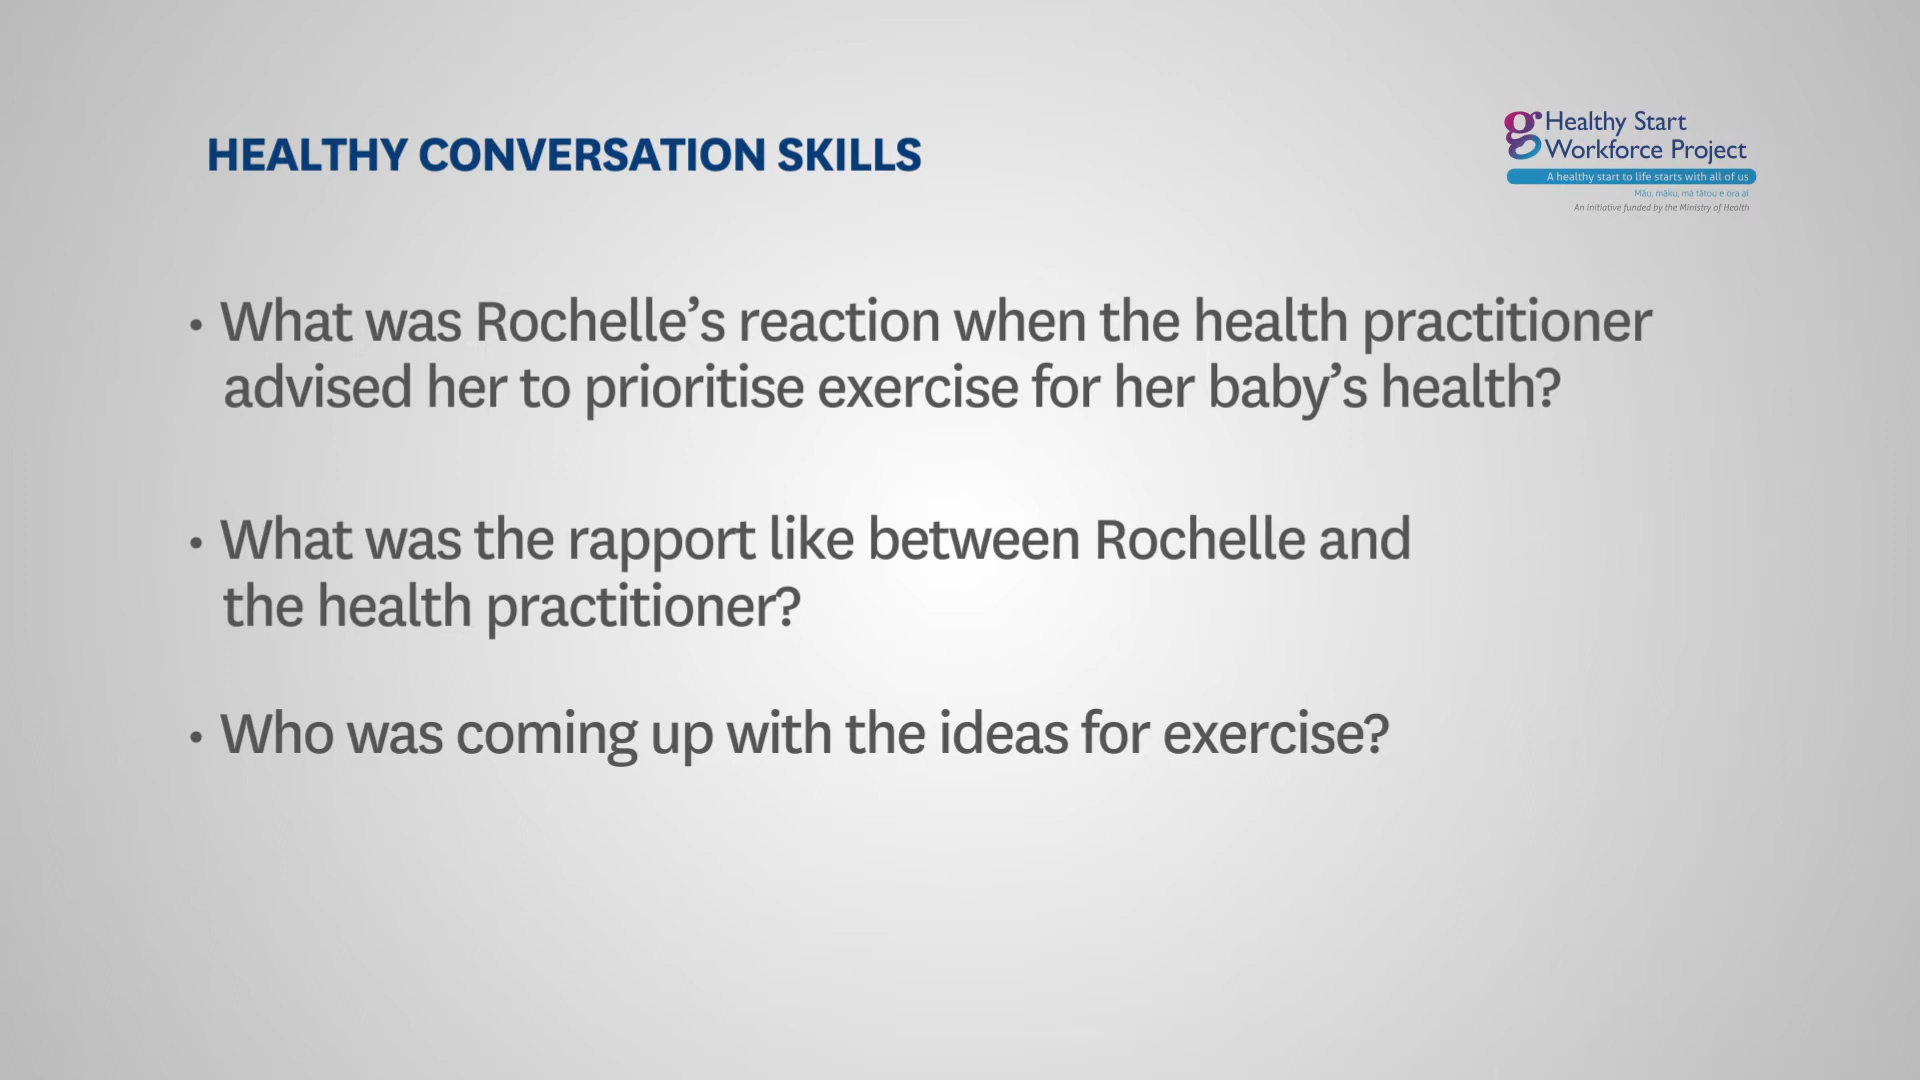 HEALTHY CONVERSATION SKILLS
Healthy Start
Workforce Project
A healthy start to life starts with all of us
Māu, māku, mā tātou e ora ai
An initiative funded by the Ministry of Health
• What was Rochelle’s reaction when the health practitioner
advised her to prioritise exercise for her baby’s health?
• What was the rapport like between Rochelle and
the health practitioner?
• Who was coming up with the ideas for exercise?